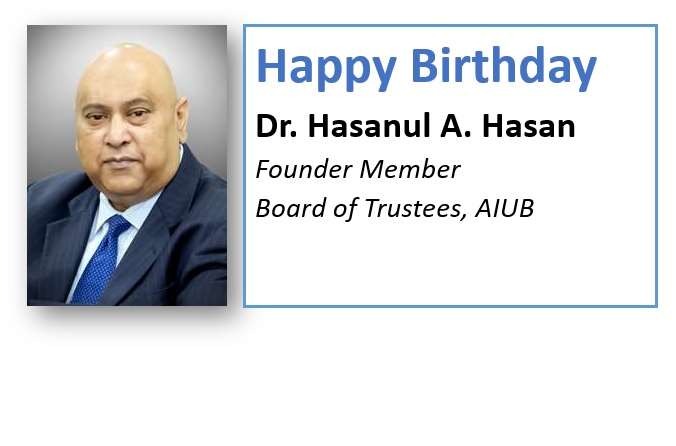 Happy Birthday
Dr. Hasanul A. Hasan
Founder Member
Board of Trustees, AIUB